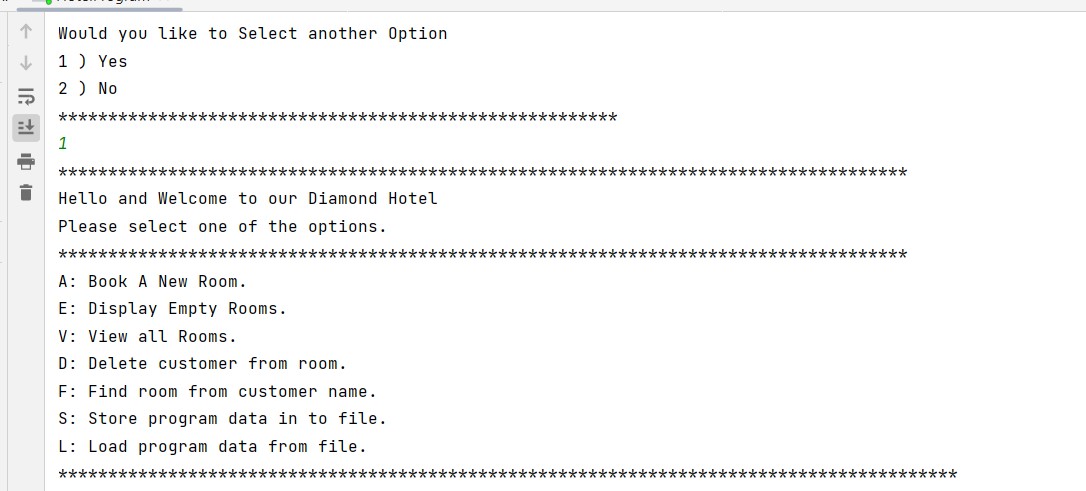 Would you like to Select another Option
1 ) Yes
2 ) No
********************************************************
1
*************************************************************************************
Hello and Welcome to our Diamond Hotel
Please select one of the options.
*************************************************************************************
A: Book A New Room.
E: Display Empty Rooms.
V: View all Rooms.
D: Delete customer from room.
F: Find room from customer name.
S: Store program data in to file.
L: Load program data from file.
******************************************************************************************